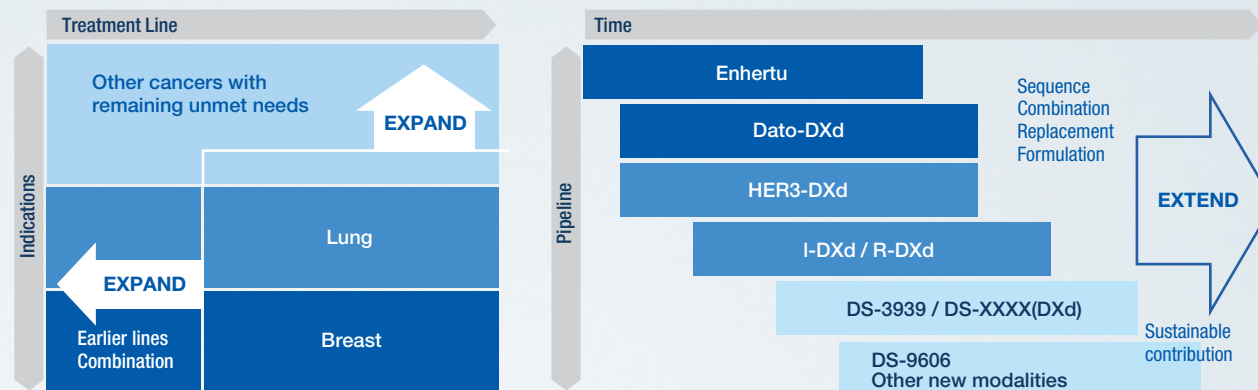 Treatment Line
Indications
Other cancers with
remaining unmet needs
EXPAND
Lung
EXPAND
Earlier lines
Combination
Breast
Time
Pipeline
Enhertu
Dato-DXd
HER3-DXd
I-DXd / R-DXd
DS-3939 / DS-XXXX(DXd)
DS-9606
Other new modalities
Sequence
Combination
Replacement
Formulation
EXTEND
Sustainable
contribution